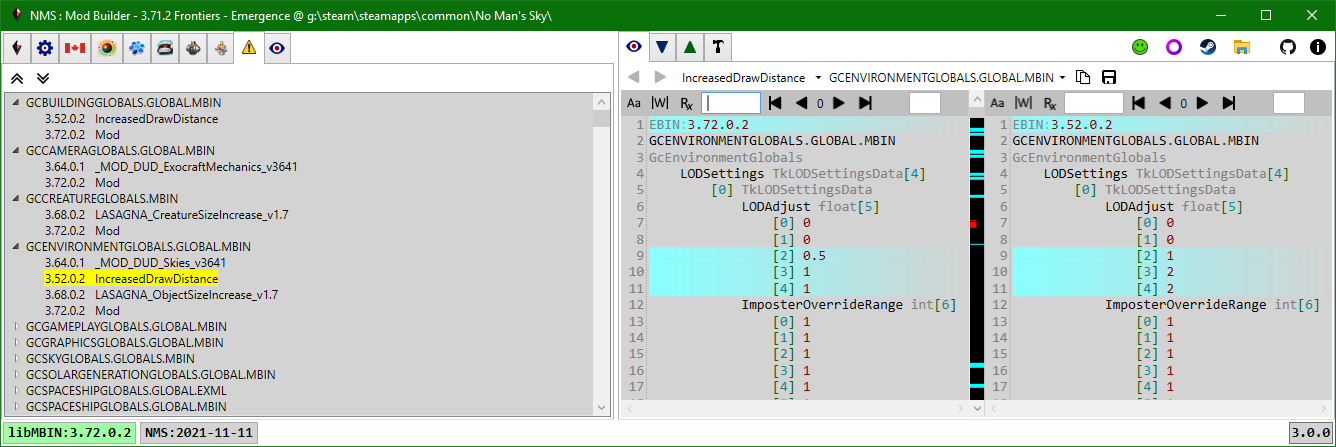 NMS : Mod Builder - 3.71.2 Frontiers - Emergence @ g:\steam\steamapps\common\No Man's Sky\
GCBUILDINGGLOBALS.GLOBAL.MBIN
3.52.0.2 IncreasedDrawDistance
3.72.0.2 Mod
GCCAMERAGLOBALS.GLOBAL.MBIN
3.64.0.1 _MOD_DUD_ExocraftMechanics_v3641
3.72.0.2 Mod
GCCREATUREGLOBALS.MBIN
3.68.0.2 LASAGNA_CreatureSizeIncrease_v1.7
3.72.0.2 Mod
GCENVIRONMENTGLOBALS.GLOBAL.MBIN
3.64.0.1 _MOD_DUD_Skies_v3641
3.52.0.2 IncreasedDrawDistance
3.68.0.2 LASAGNA_ObjectSizeIncrease_v1.7
3.72.0.2 Mod
GCGAMEPLAYGLOBALS.GLOBAL.MBIN
GCGRAPHICSGLOBALS.GLOBAL.MBIN
GCSKYGLOBALS.GLOBALS.MBIN
GCSOLARGENERATIONGLOBALS.GLOBAL.MBIN
GCSPACESHIPGLOBALS.GLOBAL.EXML
GCSPACESHIPGLOBALS.GLOBAL.MBIN
IncreasedDrawDistance GCENVIRONMENTGLOBALS.GLOBAL.MBIN
Aa |W| Rx 0
1 EBIN:3.72.0.2
2 GCENVIRONMENTGLOBALS.GLOBAL.MBIN
3 GcEnvironmentGlobals
4 LODSettings TkLODSettingsData[4]
5 [0] TkLODSettingsData
6 LODAdjust float[5]
7 [0] 0
8 [1] 0
9 [2] 0.5
10 [3] 1
11 [4] 1
12 ImposterOverrideRange int[6]
13 [0] 1
14 [1] 1
15 [2] 1
16 [3] 1
17 [4] 1
Aa |W| Rx 0
1 EBIN:3.52.0.2
2 GCENVIRONMENTGLOBALS.GLOBAL.MBIN
3 GcEnvironmentGlobals
4 LODSettings TkLODSettingsData[4]
5 [0] TkLODSettingsData
6 LODAdjust float[5]
7 [0] 0
8 [1] 0
9 [2] 1
10 [3] 2
11 [4] 2
12 ImposterOverrideRange int[6]
13 [0] 1
14 [1] 1
15 [2] 1
16 [3] 1
17 [4] 1
libMBIN:3.72.0.2 NMS:2021-11-11 3.0.0